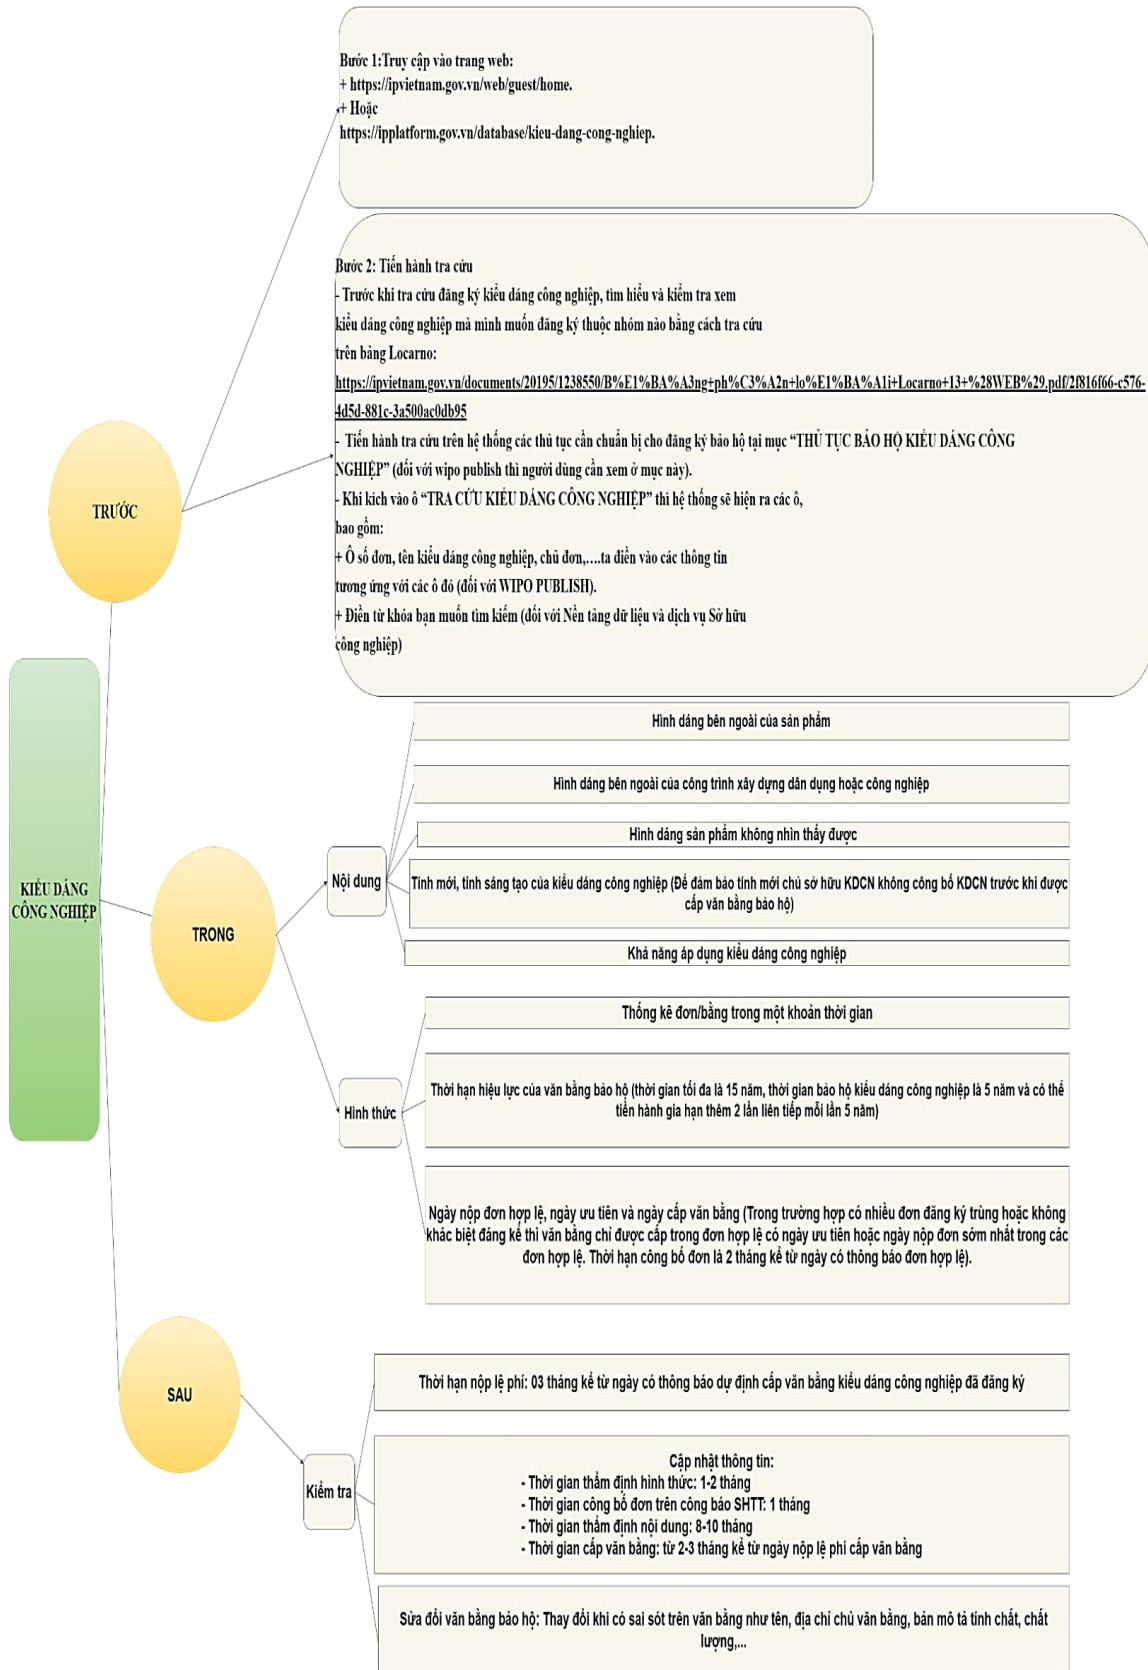 Bước 1:Truy cập vào trang web:
+ https://ipvietnam.gov.vn/web/guest/home.
+ Hoặc
https://ipplatform.gov.vn/database/kieu-dang-cong-nghiep.
Bước 2: Tiến hành tra cứu
- Trước khi tra cứu đăng ký kiểu dáng công nghiệp, tìm hiểu và kiểm tra xem
kiểu dáng công nghiệp mà mình muốn đăng ký thuộc nhóm nào bằng cách tra cứu
trên bảng Locarno:
https://ipvietnam.gov.vn/documents/20195/1238550/B%E1%BA%A3ng+ph%C3%A2n+lo%E1%BA%A1i+Locarno+13+%28WEB%29.pdf/2f816f66-c576-
4d5d-881c-3a500ac0db95
- Tiến hành tra cứu trên hệ thống các thủ tục cần chuẩn bị cho đăng ký bảo hộ tại mục “THỦ TỤC BẢO HỘ KIỂU DÁNG CÔNG
NGHIỆP” (đối với wipo publish thì người dùng cần xem ở mục này).
- Khi kích vào ô “TRA CỨU KIỂU DÁNG CÔNG NGHIỆP” thì hệ thống sẽ hiện ra các ô,
bao gồm:
+ Ô số đơn, tên kiểu dáng công nghiệp, chủ đơn,….ta điền vào các thông tin
tương ứng với các ô đó (đối với WIPO PUBLISH).
+ Điền từ khóa bạn muốn tìm kiếm (đối với Nền tảng dữ liệu và dịch vụ Sở hữu
công nghiệp)
TRƯỚC
KIỂU DÁNG
CÔNG NGHIỆP
TRONG
Nội dung
Hình dáng bên ngoài của sản phẩm
Hình dáng bên ngoài của công trình xây dựng dân dụng hoặc công nghiệp
Hình dáng sản phẩm không nhìn thấy được
Tính mới, tính sáng tạo của kiểu dáng công nghiệp (Để đảm bảo tính mới chủ sở hữu KDCN không công bố KDCN trước khi được
cấp văn bằng bảo hộ)
Khả năng áp dụng kiểu dáng công nghiệp
Hình thức
Thống kê đơn/bằng trong một khoản thời gian
Thời hạn hiệu lực của văn bằng bảo hộ (thời gian tối đa là 15 năm, thời gian bảo hộ kiểu dáng công nghiệp là 5 năm và có thể
tiến hành gia hạn thêm 2 lần liên tiếp mỗi lần 5 năm)
Ngày nộp đơn hợp lệ, ngày ưu tiên và ngày cấp văn bằng (Trong trường hợp có nhiều đơn đăng ký trùng hoặc không
khác biệt đáng kể thì văn bằng chỉ được cấp trong đơn hợp lệ có ngày ưu tiên hoặc ngày nộp đơn sớm nhất trong các
đơn hợp lệ. Thời hạn công bố đơn là 2 tháng kể từ ngày có thông báo đơn hợp lệ).
SAU
Kiểm tra
Thời hạn nộp lệ phí: 03 tháng kể từ ngày có thông báo dự định cấp văn bằng kiểu dáng công nghiệp đã đăng ký
Cập nhật thông tin:
- Thời gian thẩm định hình thức: 1-2 tháng
- Thời gian công bố đơn trên công báo SHTT: 1 tháng
- Thời gian thẩm định nội dung: 8-10 tháng
- Thời gian cấp văn bằng: từ 2-3 tháng kể từ ngày nộp lệ phí cấp văn bằng
Sửa đổi văn bằng bảo hộ: Thay đổi khi có sai sót trên văn bằng như tên, địa chỉ chủ văn bằng, bản mô tả tính chất, chất
lượng,...